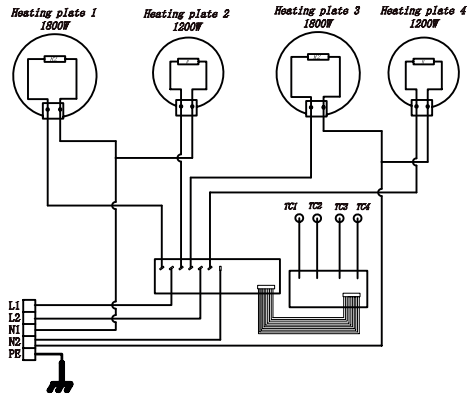 Heating plate 1
1800W
Heating plate 2
1200W
Heating plate 3
1800W
Heating plate 4
1200W
TC1 TC2 TC3 TC4
L1
L2
N1
N2
PE